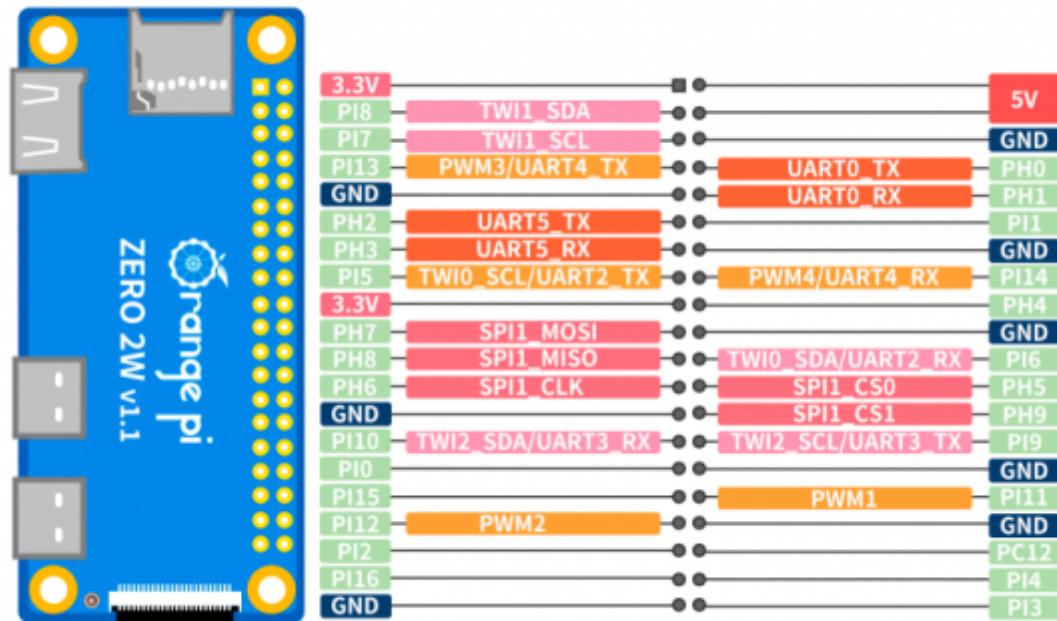 3.3V 5V
PI8 TWI1_SDA
PI7 TWI1_SCL GND
PI13 PWM3/UART4_TX UART0_TX PH0
GND UART0_RX PH1
PH2 UART5_TX PI1
PH3 UART5_RX GND
PI5 TWI0_SCL/UART2_TX PWM4/UART4_RX PI14
3.3V PH4
PH7 SPI1_MOSI GND
PH8 SPI1_MISO TWI0_SDA/UART2_RX PI6
PH6 SPI1_CLK SPI1_CS0 PH5
GND SPI1_CS1 PH9
PI10 TWI2_SDA/UART3_RX TWI2_SCL/UART3_TX PI9
PI0 GND
PI15 PWM1 PI11
PI12 PWM2 GND
PI2 PC12
PI16 PI4
GND PI3
Orange pi
ZERO 2W v1.1